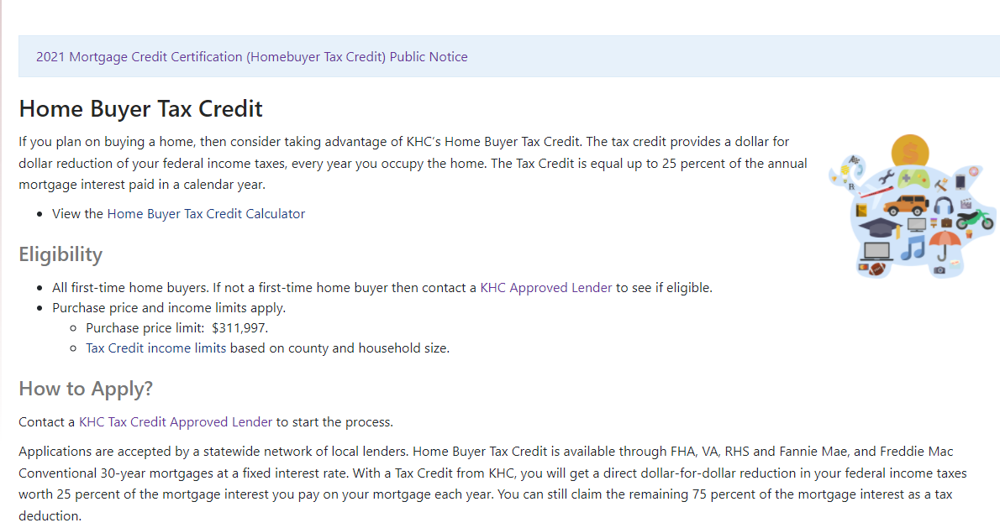 2021 Mortgage Credit Certification (Homebuyer Tax Credit) Public Notice
Home Buyer Tax Credit
If you plan on buying a home, then consider taking advantage of KHC's Home Buyer Tax Credit. The tax credit provides a dollar for
dollar reduction of your federal income taxes, every year you occupy the home. The Tax Credit is equal up to 25 percent of the annual
mortgage interest paid in a calendar year.
• View the Home Buyer Tax Credit Calculator
Eligibility
• All first-time home buyers. If not a first-time home buyer then contact a KHC Approved Lender to see if eligible.
• Purchase price and income limits apply.
○ Purchase price limit:  $311,997.
○ Tax Credit income limits based on county and household size.
How to Apply?
Contact a KHC Tax Credit Approved Lender to start the process.
Applications are accepted by a statewide network of local lenders. Home Buyer Tax Credit is available through FHA, VA, RHS and Fannie Mae, and Freddie Mac
Conventional 30-year mortgages at a fixed interest rate. With a Tax Credit from KHC, you will get a direct dollar-for-dollar reduction in your federal income taxes
worth 25 percent of the mortgage interest you pay on your mortgage each year. You can still claim the remaining 75 percent of the mortgage interest as a tax
deduction.
$
R